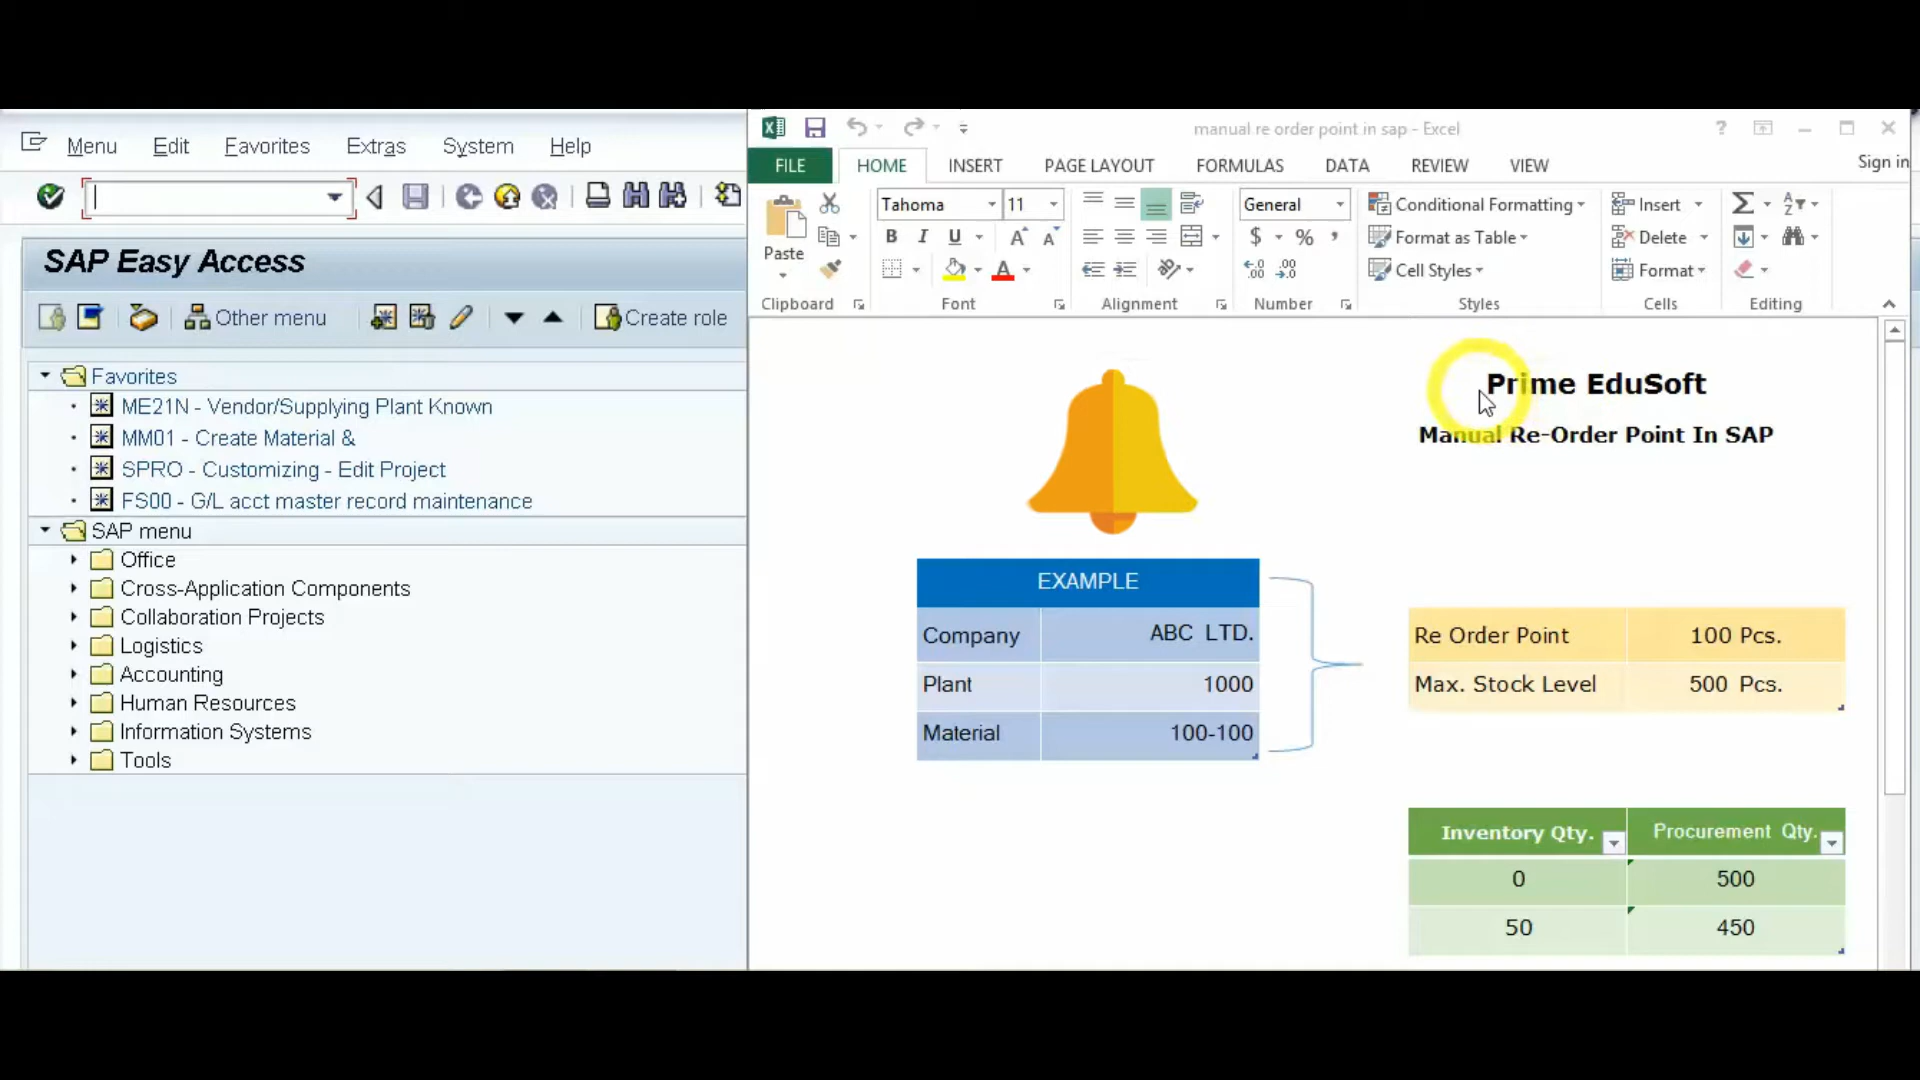 Menu Edit Favorites Extras System Help
SAP Easy Access
Other menu Create role
Favorites
ME21N - Vendor/Supplying Plant Known
MM01 - Create Material &
SPRO - Customizing - Edit Project
FS00 - G/L acct master record maintenance
SAP menu
Office
Cross-Application Components
Collaboration Projects
Logistics
Accounting
Human Resources
Information Systems
Tools
manual re order point in sap - Excel
FILE HOME INSERT PAGE LAYOUT FORMULAS DATA REVIEW VIEW Sign in
Tahoma 11 General Conditional Formatting Insert
Paste B I U $ % , Format as Table Delete
Cell Styles Format
Clipboard Font Alignment Number Styles Cells Editing
Prime EduSoft
Manual Re-Order Point In SAP
EXAMPLE
Company ABC LTD.
Plant 1000
Material 100-100
Re Order Point 100 Pcs.
Max. Stock Level 500 Pcs.
Inventory Qty. Procurement Qty.
0 500
50 450